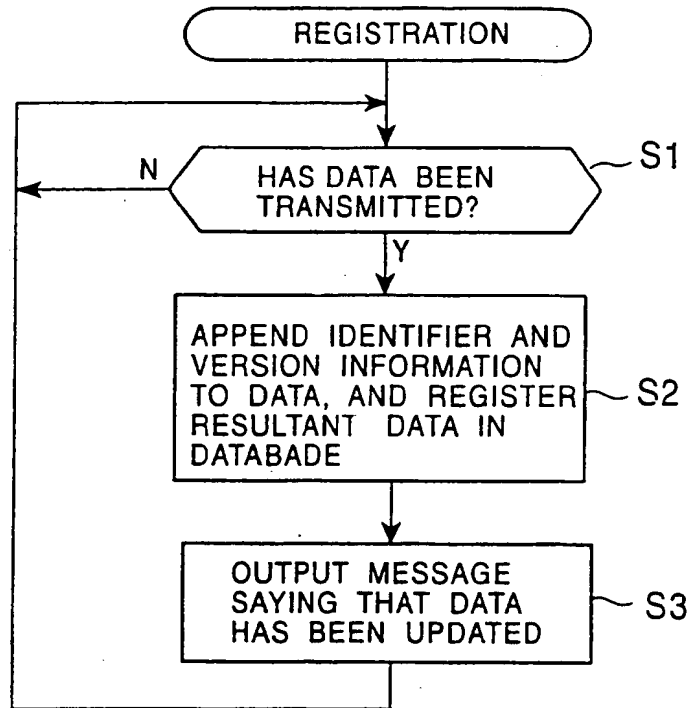 REGISTRATION
N
HAS DATA BEEN
TRANSMITTED?
S1
Y
APPEND IDENTIFIER AND
VERSION INFORMATION
TO DATA, AND REGISTER
RESULTANT DATA IN
DATABADE
S2
OUTPUT MESSAGE
SAYING THAT DATA
HAS BEEN UPDATED
S3